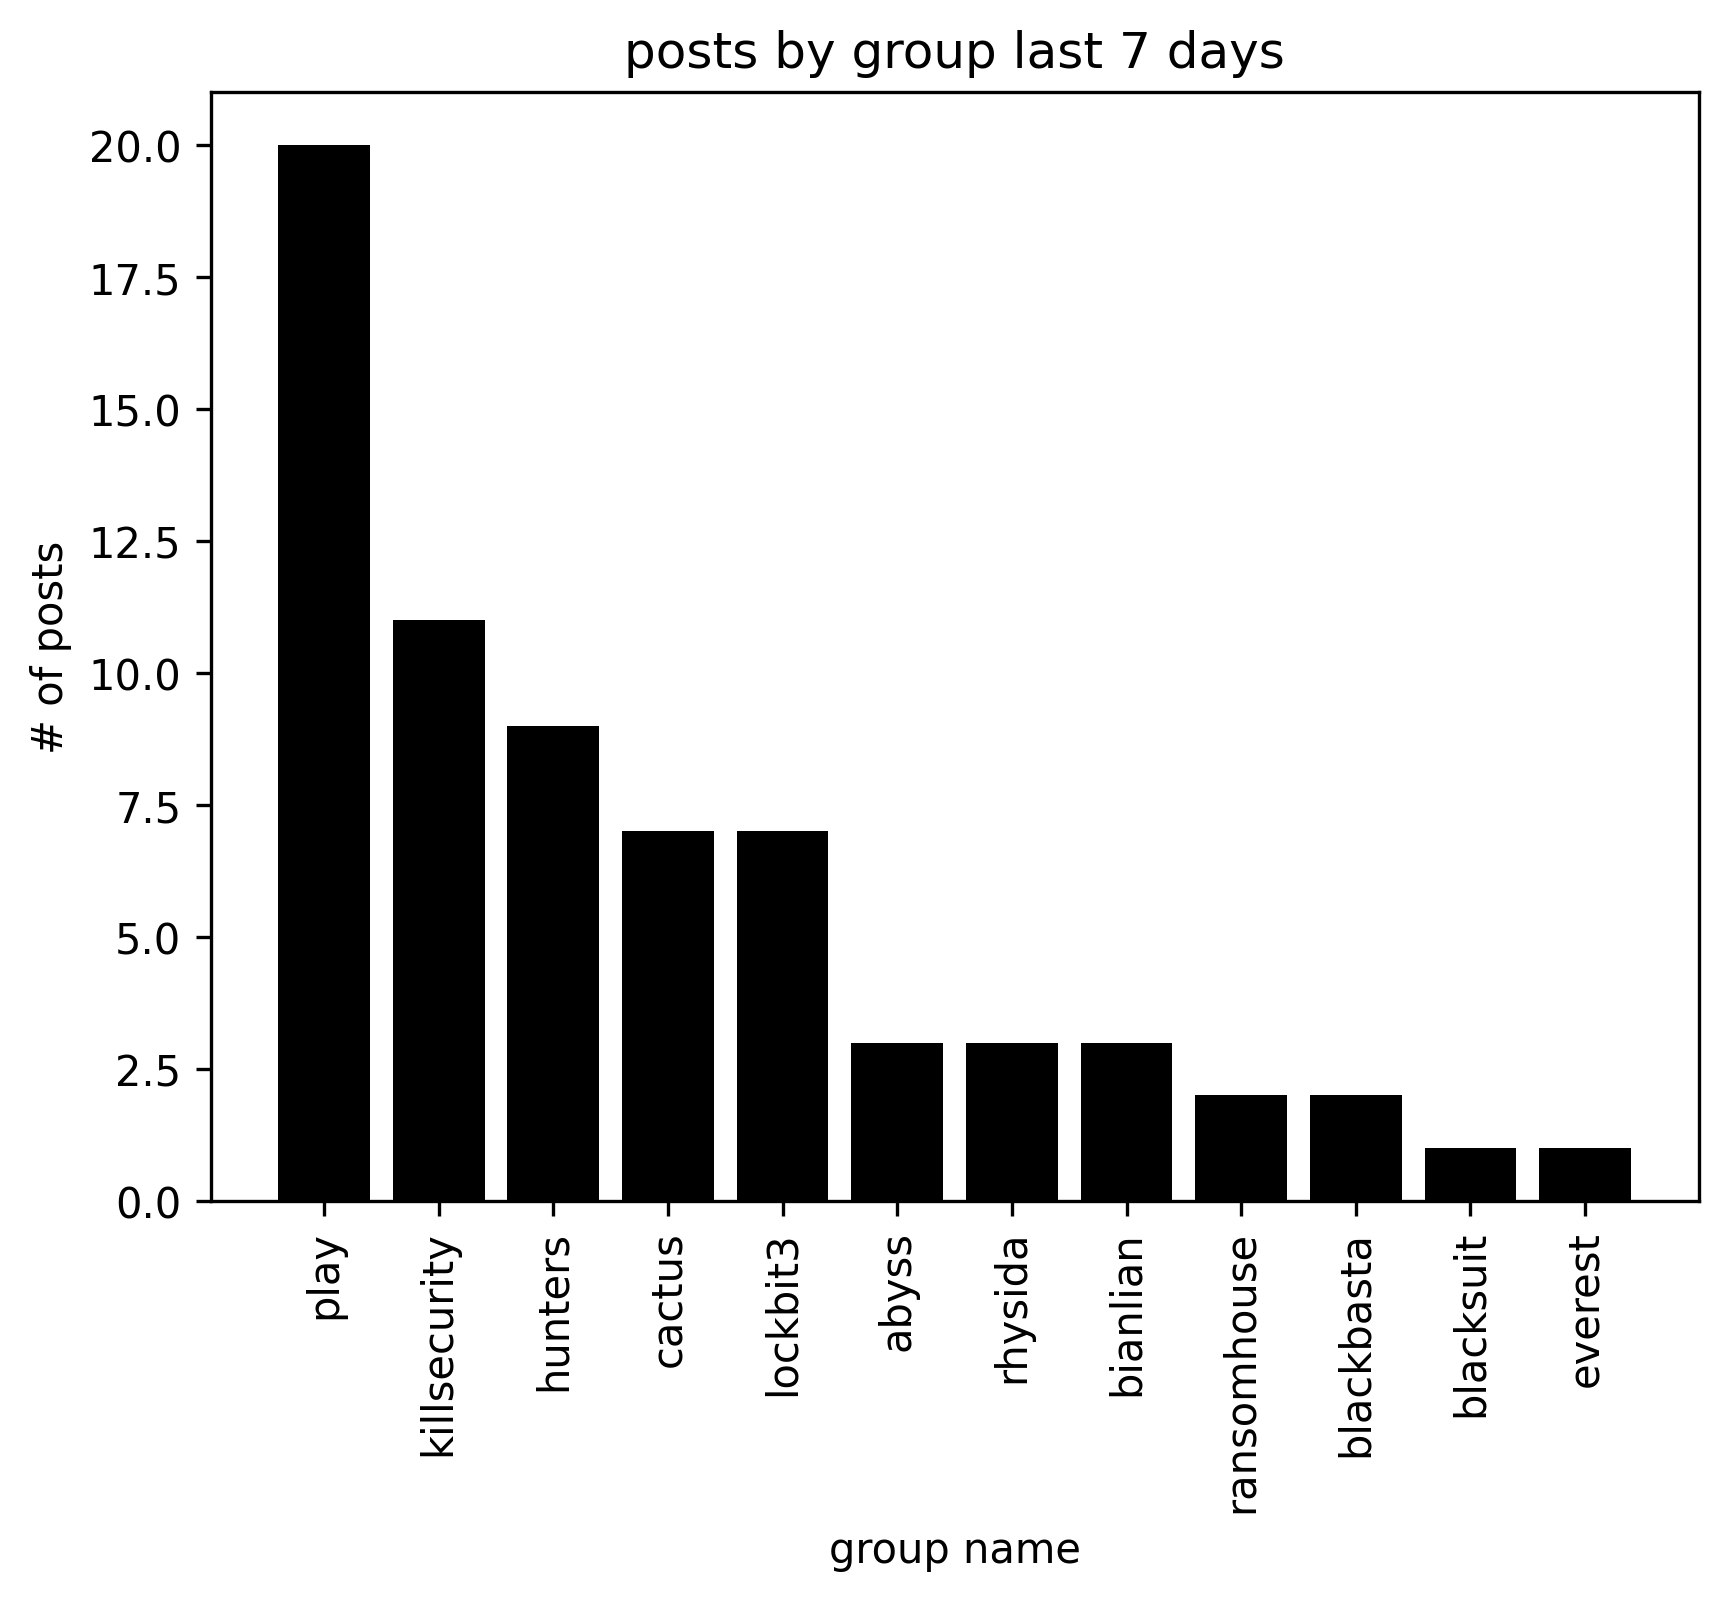 posts by group last 7 days
# of posts
20.0
17.5
15.0
12.5
10.0
7.5
5.0
2.5
0.0
play
killsecurity
hunters
cactus
lockbit3
abyss
rhysida
bianlian
ransomhouse
blackbasta
blacksuit
everest
group name